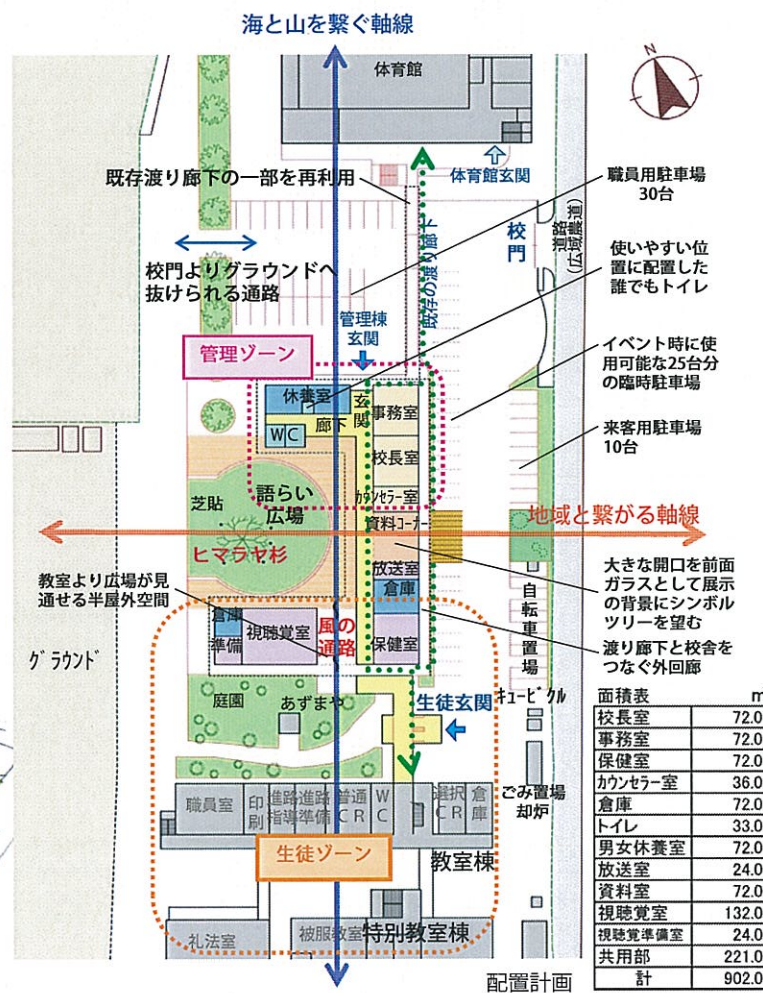 海と山を繋ぐ軸線
N
体育館
既存渡り廊下の一部を再利用
体育館玄関
職員用駐車場
30台
校門よりグラウンドへ
抜けられる通路
既存の渡り廊下
校門
道路
(広域農道)
使いやすい位
置に配置した
誰でもトイレ
管理棟
玄関
管理ゾーン
イベント時に使
用可能な25台分
の臨時駐車場
休養室
玄関
事務室
廊下
WC
校長室
来客用駐車場
10台
カウンセラー室
芝貼
語らい
広場
資料コーナー
地域と繋がる軸線
ヒマラヤ杉
放送室
大きな開口を前面
ガラスとして展示
の背景にシンボル
ツリーを望む
教室より広場が見
通せる半屋外空間
倉庫
自転車置場
倉庫
準備
視聴覚室
風の
通路
保健室
渡り廊下と校舎を
つなぐ外回廊
グラウンド
庭園
あずまや
生徒玄関
キュービクル
職員室
印刷
進路指導
進路準備
普通CR
WC
選択CR
倉庫
ごみ置場
却炉
生徒ゾーン
教室棟
礼法室
被服教室
特別教室棟
配置計画
面積表 m
校長室 72.0
事務室 72.0
保健室 72.0
カウンセラー室 36.0
倉庫 72.0
トイレ 33.0
男女休養室 72.0
放送室 24.0
資料室 72.0
視聴覚室 132.0
視聴覚準備室 24.0
共用部 221.0
計 902.0